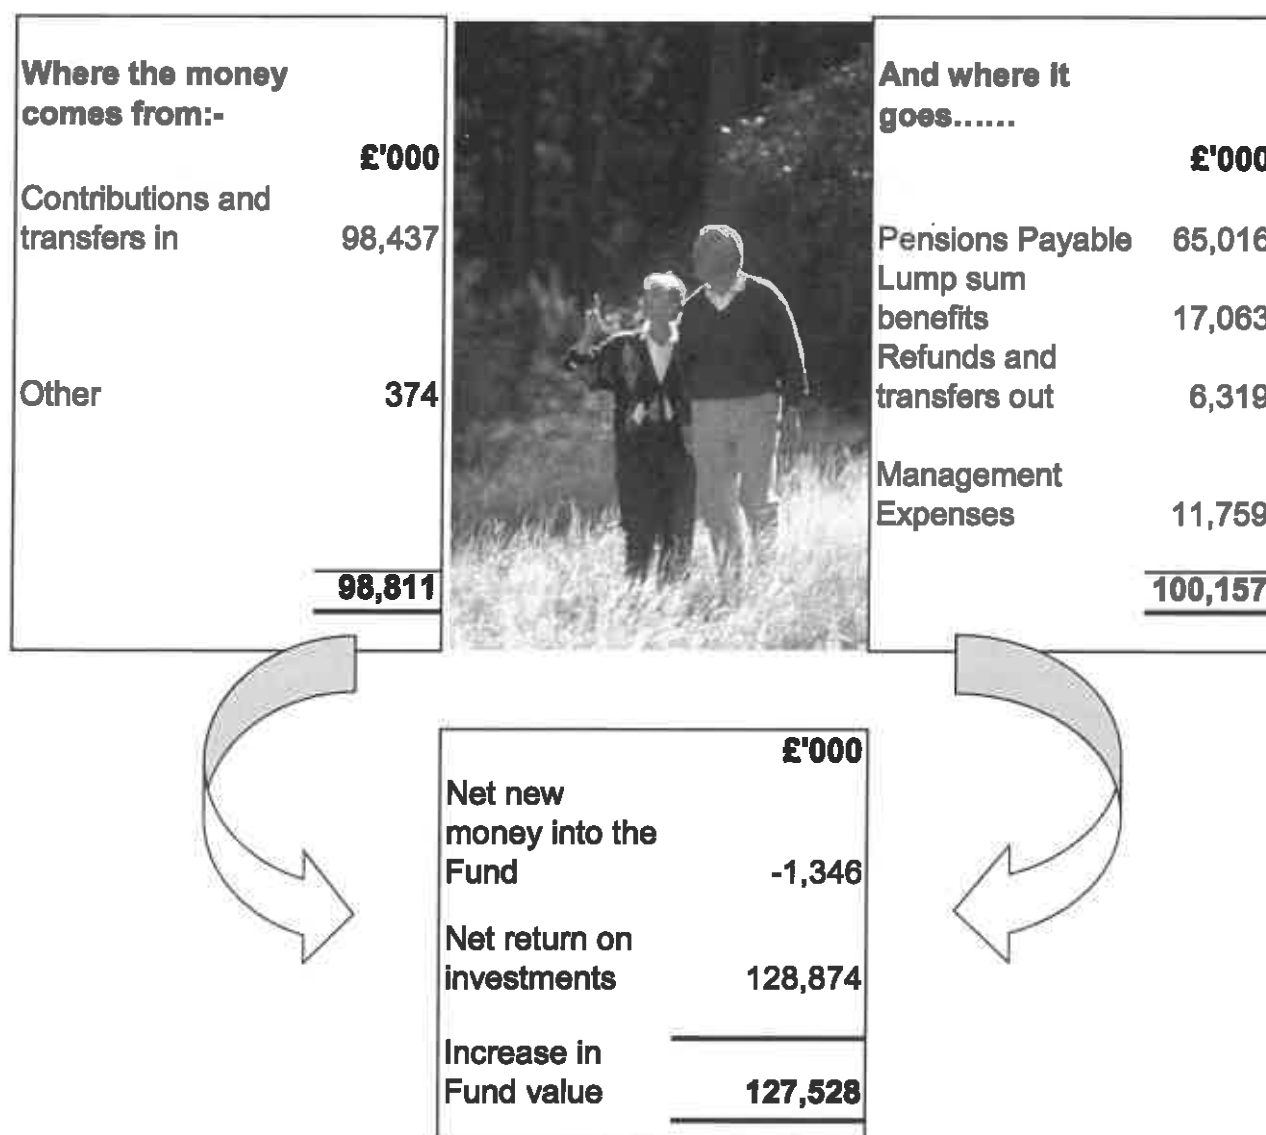 Where the money
comes from:-
£'000
Contributions and
transfers in 98,437
Other 374
98,811
And where it
goes......
£'000
Pensions Payable 65,016
Lump sum
benefits 17,063
Refunds and
transfers out 6,319
Management
Expenses 11,759
100,157
£'000
Net new
money into the
Fund -1,346
Net return on
investments 128,874
Increase in
Fund value 127,528